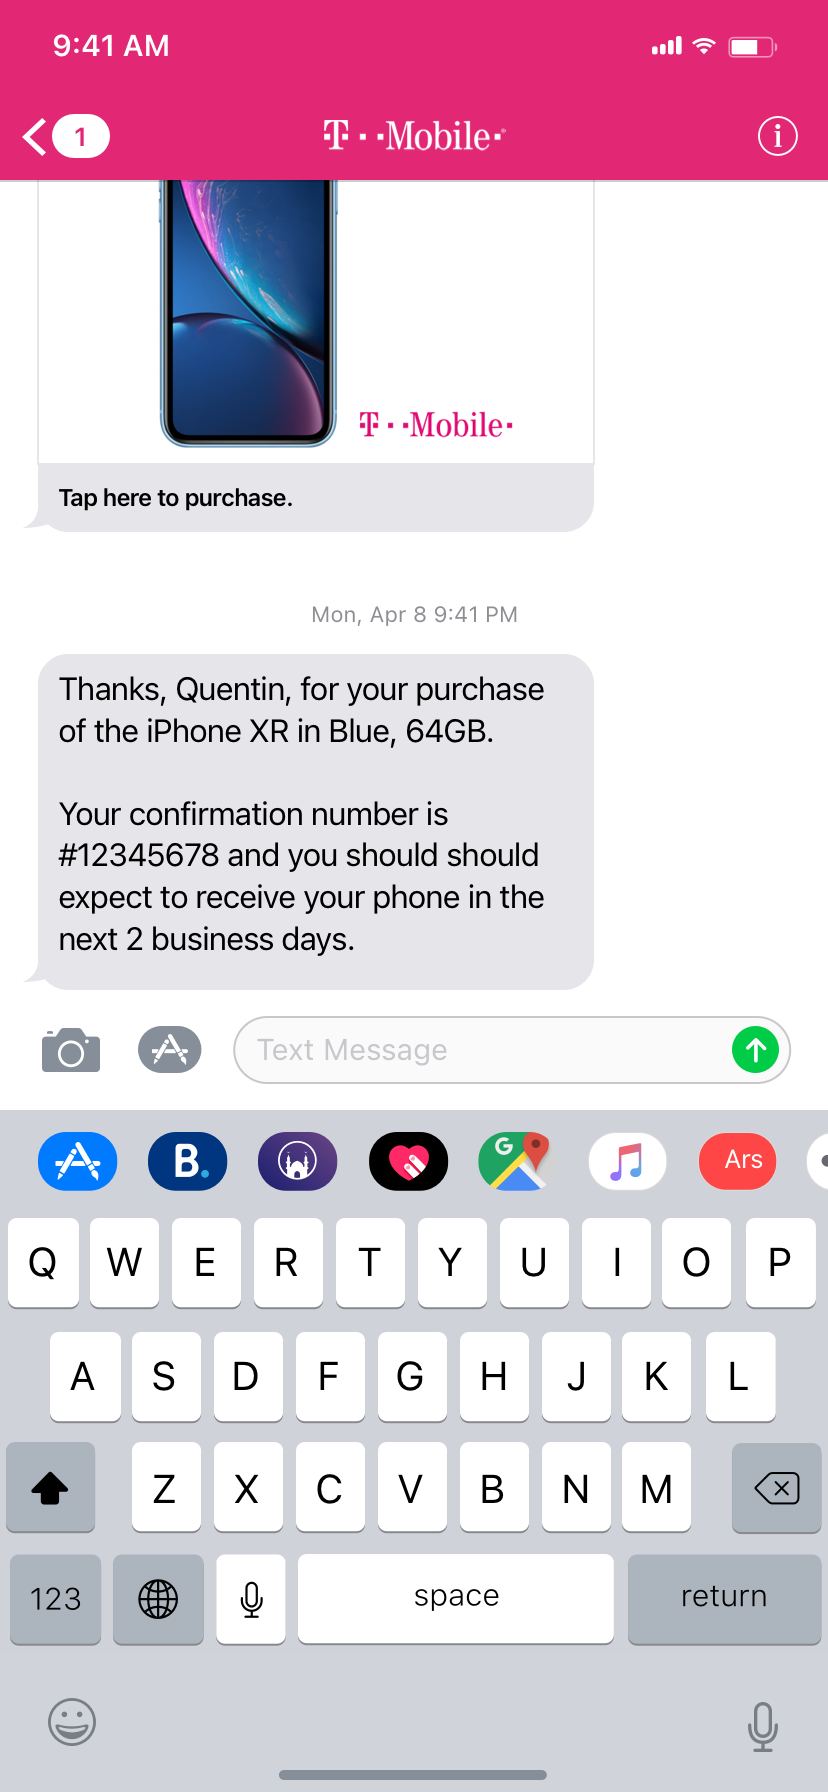 9:41 AM
1
T··Mobile·
T··Mobile·
Tap here to purchase.
Mon, Apr 8 9:41 PM
Thanks, Quentin, for your purchase
of the iPhone XR in Blue, 64GB.
Your confirmation number is
#12345678 and you should should
expect to receive your phone in the
next 2 business days.
Text Message
B.
G
Ars
Q W E R T Y U I O P
A S D F G H J K L
Z X C V B N M
123
space
return